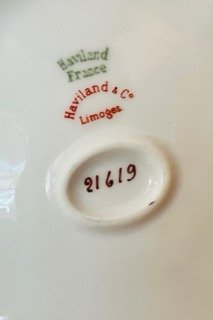 Haviland
France
Haviland & Co
Limoges
21619